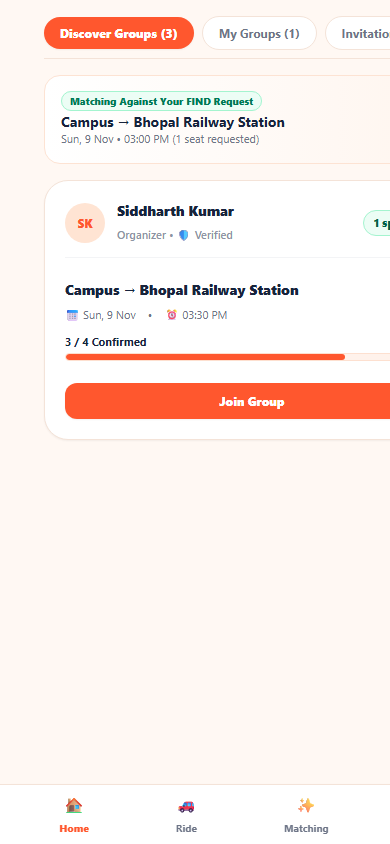 Discover Groups (3)
My Groups (1)
Invitatio
Matching Against Your FIND Request
Campus → Bhopal Railway Station
Sun, 9 Nov • 03:00 PM (1 seat requested)
SK
Siddharth Kumar
Organizer • Verified
1 sp
Campus → Bhopal Railway Station
Sun, 9 Nov • 03:30 PM
3 / 4 Confirmed
Join Group
Home
Ride
Matching